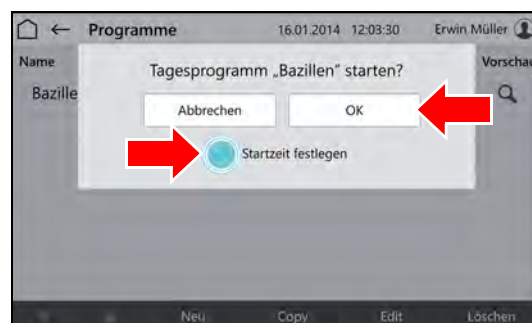 Programme 16.01.2014 12:03:30 Erwin Müller
Name Vorschau
Tagesprogramm „Bazillen“ starten?
Bazille
Abbrechen OK
Startzeit festlegen
Neu Copy Edit Löschen